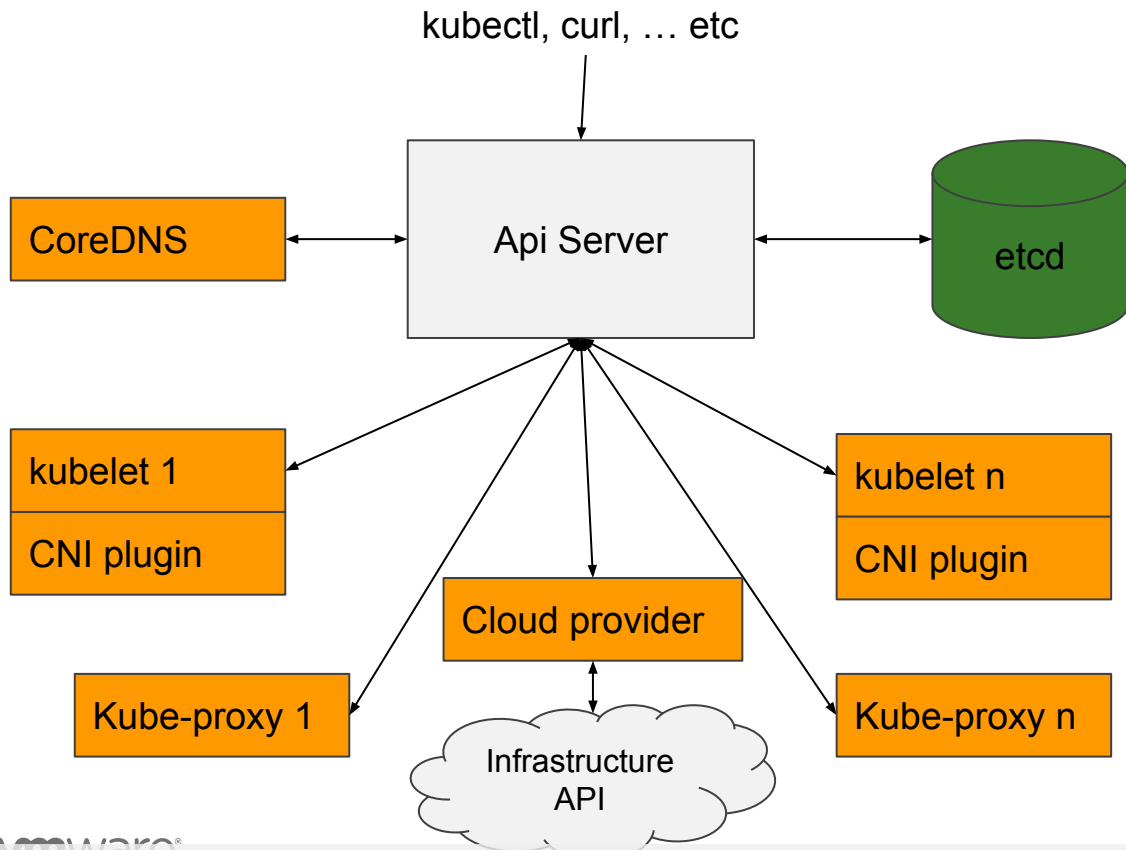 kubectl, curl, … etc
CoreDNS
Api Server
etcd
kubelet 1
CNI plugin
kubelet n
CNI plugin
Cloud provider
Kube-proxy 1
Kube-proxy n
Infrastructure
API
vmware®